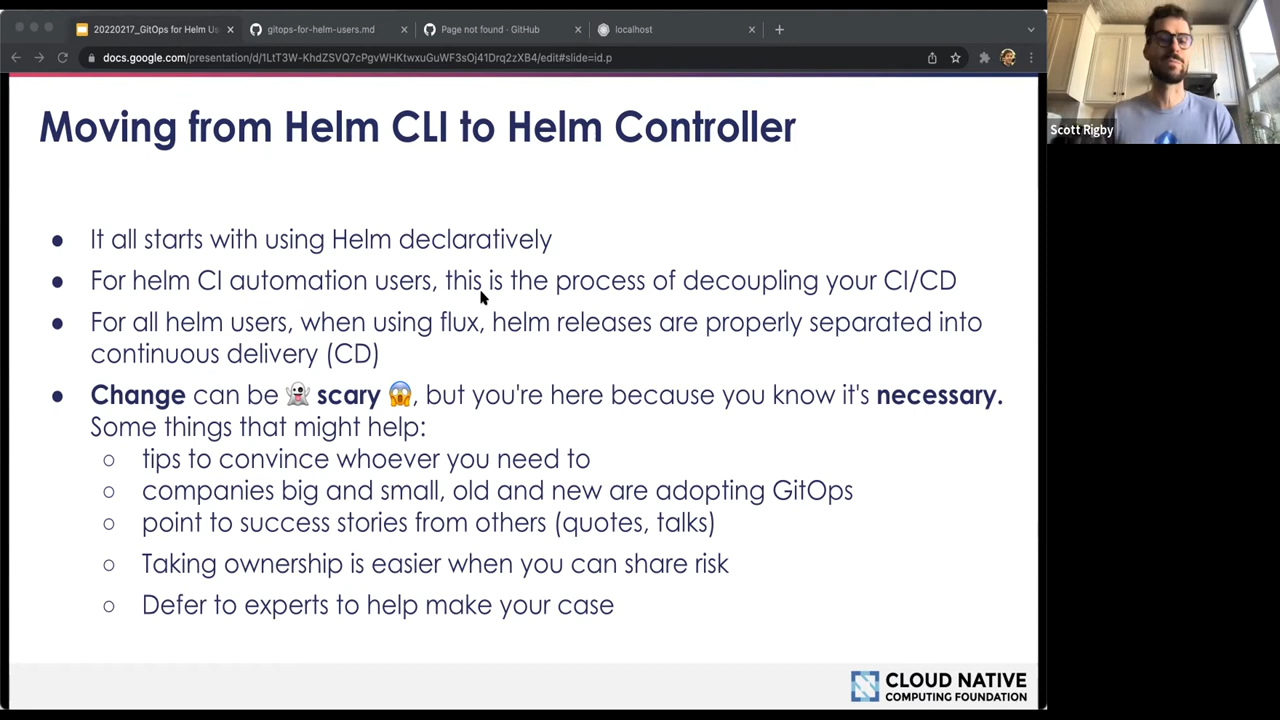 20220217_GitOps for Helm Us
gitops-for-helm-users.md
Page not found · GitHub
localhost
docs.google.com/presentation/d/1LtT3W-KhdZSVQ7cPgvWHKtwxuGuWF3sOj41Drq2zXB4/edit#slide=id.p
Scott Rigby
Moving from Helm CLI to Helm Controller
● It all starts with using Helm declaratively
● For helm CI automation users, this is the process of decoupling your CI/CD
● For all helm users, when using flux, helm releases are properly separated into
continuous delivery (CD)
● Change can be 👻 scary 😱, but you're here because you know it's necessary.
Some things that might help:
○ tips to convince whoever you need to
○ companies big and small, old and new are adopting GitOps
○ point to success stories from others (quotes, talks)
○ Taking ownership is easier when you can share risk
○ Defer to experts to help make your case
CLOUD NATIVE
COMPUTING FOUNDATION